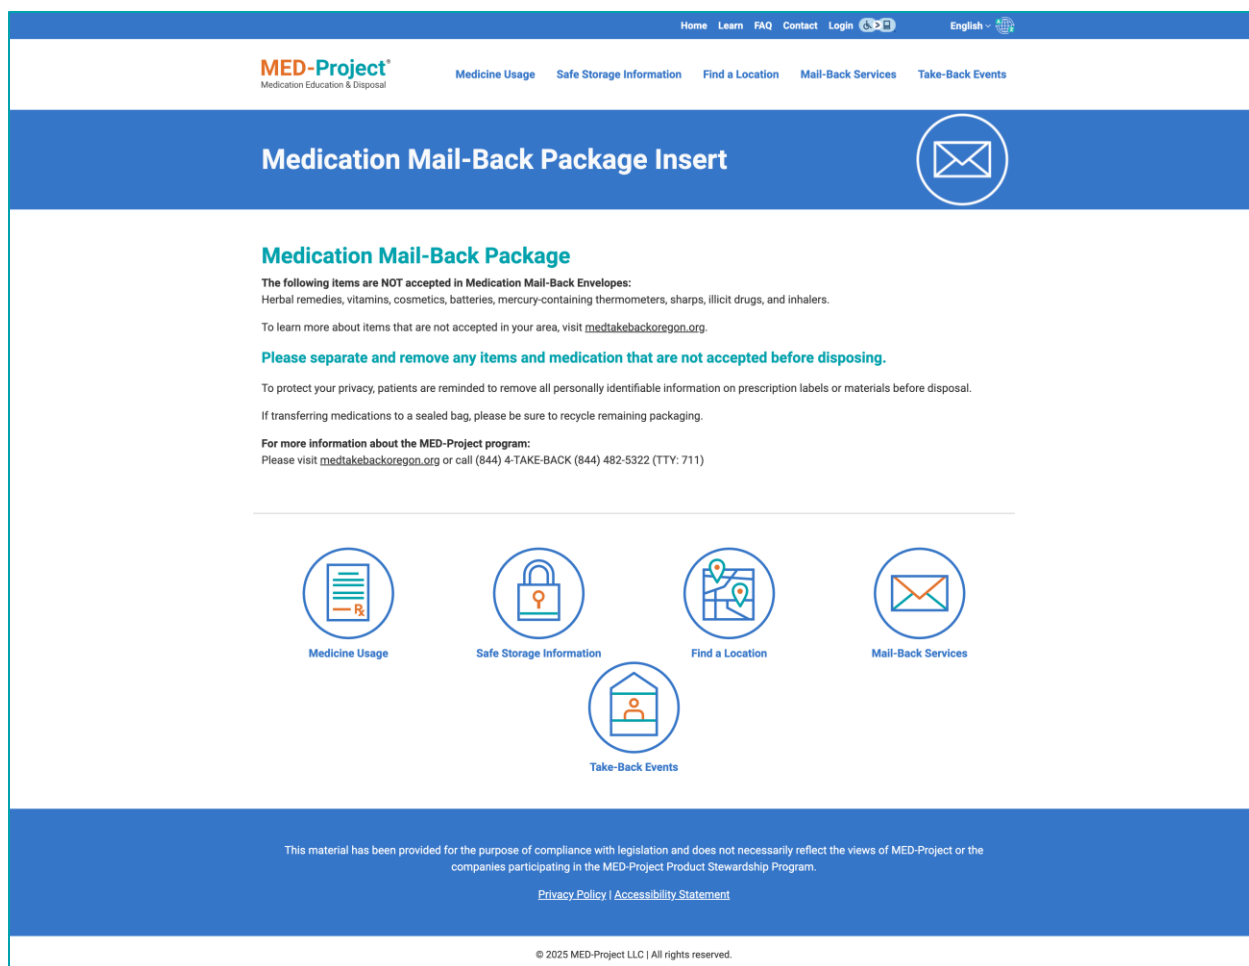 Home Learn FAQ Contact Login English
MED-Project®
Medication Education & Disposal
Medicine Usage Safe Storage Information Find a Location Mail-Back Services Take-Back Events
Medication Mail-Back Package Insert
Medication Mail-Back Package
The following items are NOT accepted in Medication Mail-Back Envelopes:
Herbal remedies, vitamins, cosmetics, batteries, mercury-containing thermometers, sharps, illicit drugs, and inhalers.
To learn more about items that are not accepted in your area, visit medtakebackoregon.org.
Please separate and remove any items and medication that are not accepted before disposing.
To protect your privacy, patients are reminded to remove all personally identifiable information on prescription labels or materials before disposal.
If transferring medications to a sealed bag, please be sure to recycle remaining packaging.
For more information about the MED-Project program:
Please visit medtakebackoregon.org or call (844) 4-TAKE-BACK (844) 482-5322 (TTY: 711)
Rx
Medicine Usage Safe Storage Information Find a Location Mail-Back Services
Take-Back Events
This material has been provided for the purpose of compliance with legislation and does not necessarily reflect the views of MED-Project or the
companies participating in the MED-Project Product Stewardship Program.
Privacy Policy | Accessibility Statement
© 2025 MED-Project LLC | All rights reserved.